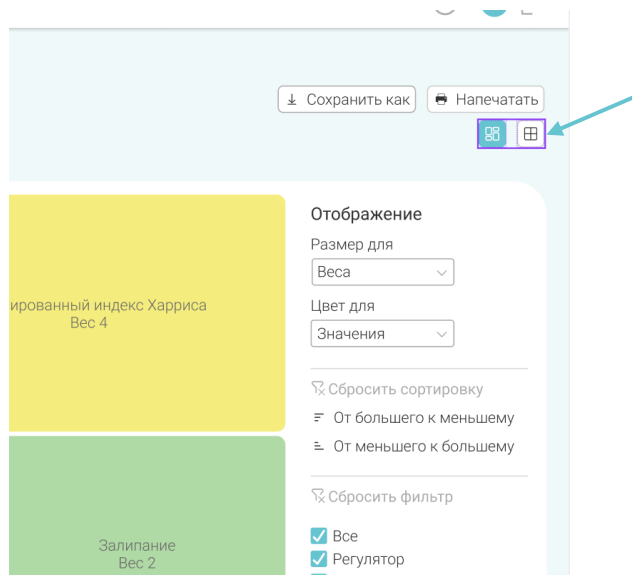 Сохранить как
Напечатать
Отображение
Размер для
Веса
ированный индекс Харриса
Вес 4
Цвет для
Значения
Сбросить сортировку
От большего к меньшему
От меньшего к большему
Сбросить фильтр
Все
Залипание
Вес 2
Регулятор